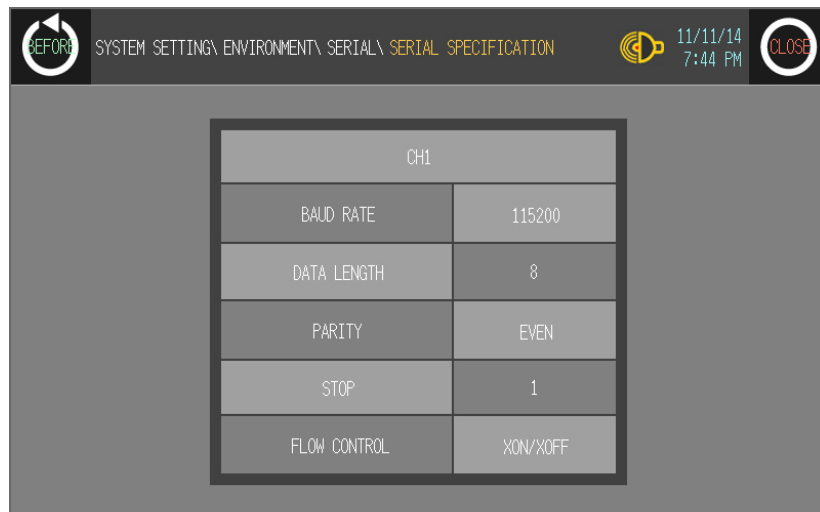 BEFORE
SYSTEM SETTING\ ENVIRONMENT\ SERIAL\ SERIAL SPECIFICATION
11/11/14
7:44 PM
CLOSE
CH1
BAUD RATE 115200
DATA LENGTH 8
PARITY EVEN
STOP 1
FLOW CONTROL XON/XOFF